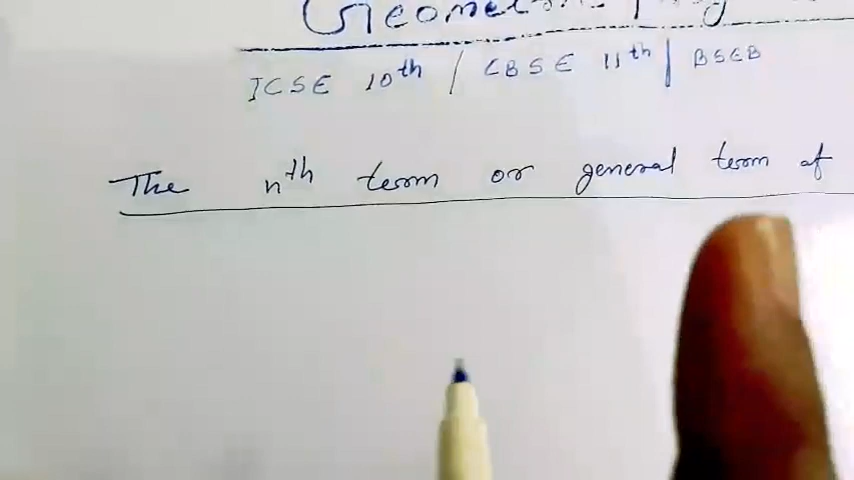 ICSE 10th / CBSE 11th | BSEB
The nth term or general term of